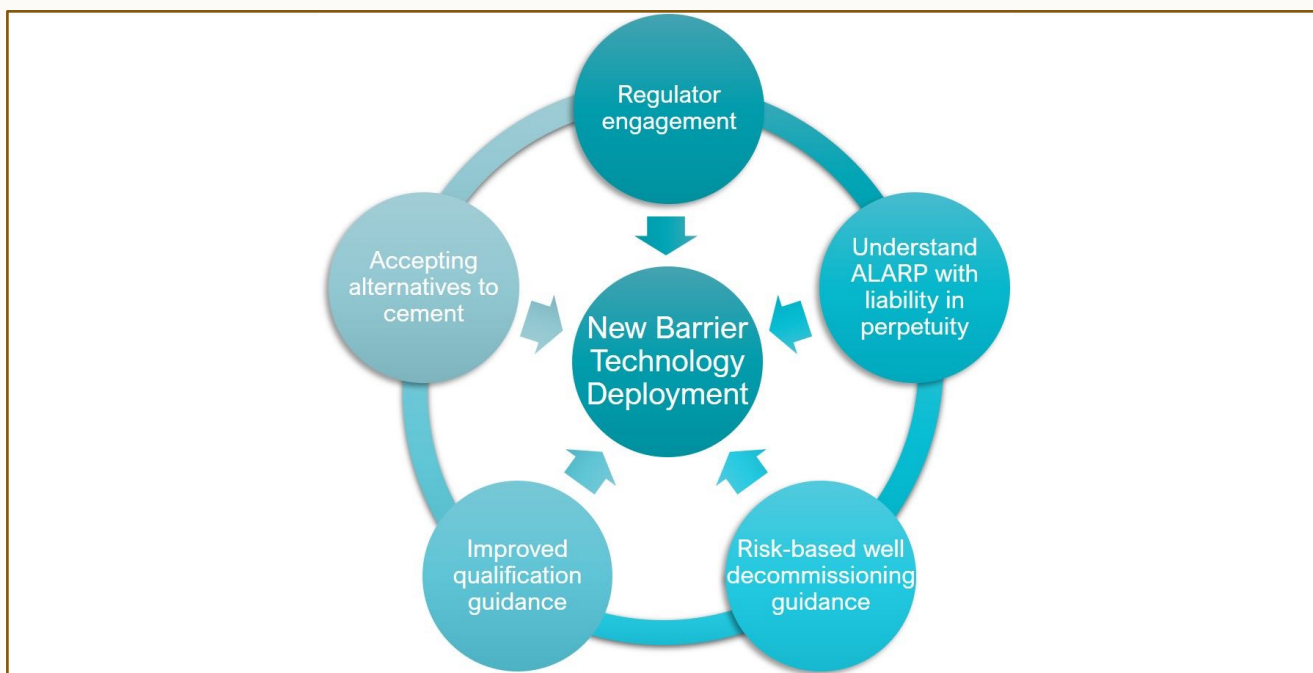 Regulator
engagement
Understand
ALARP with
liability in
perpetuity
Risk-based well
decommissioning
guidance
Improved
qualification
guidance
Accepting
alternatives to
cement
New Barrier
Technology
Deployment